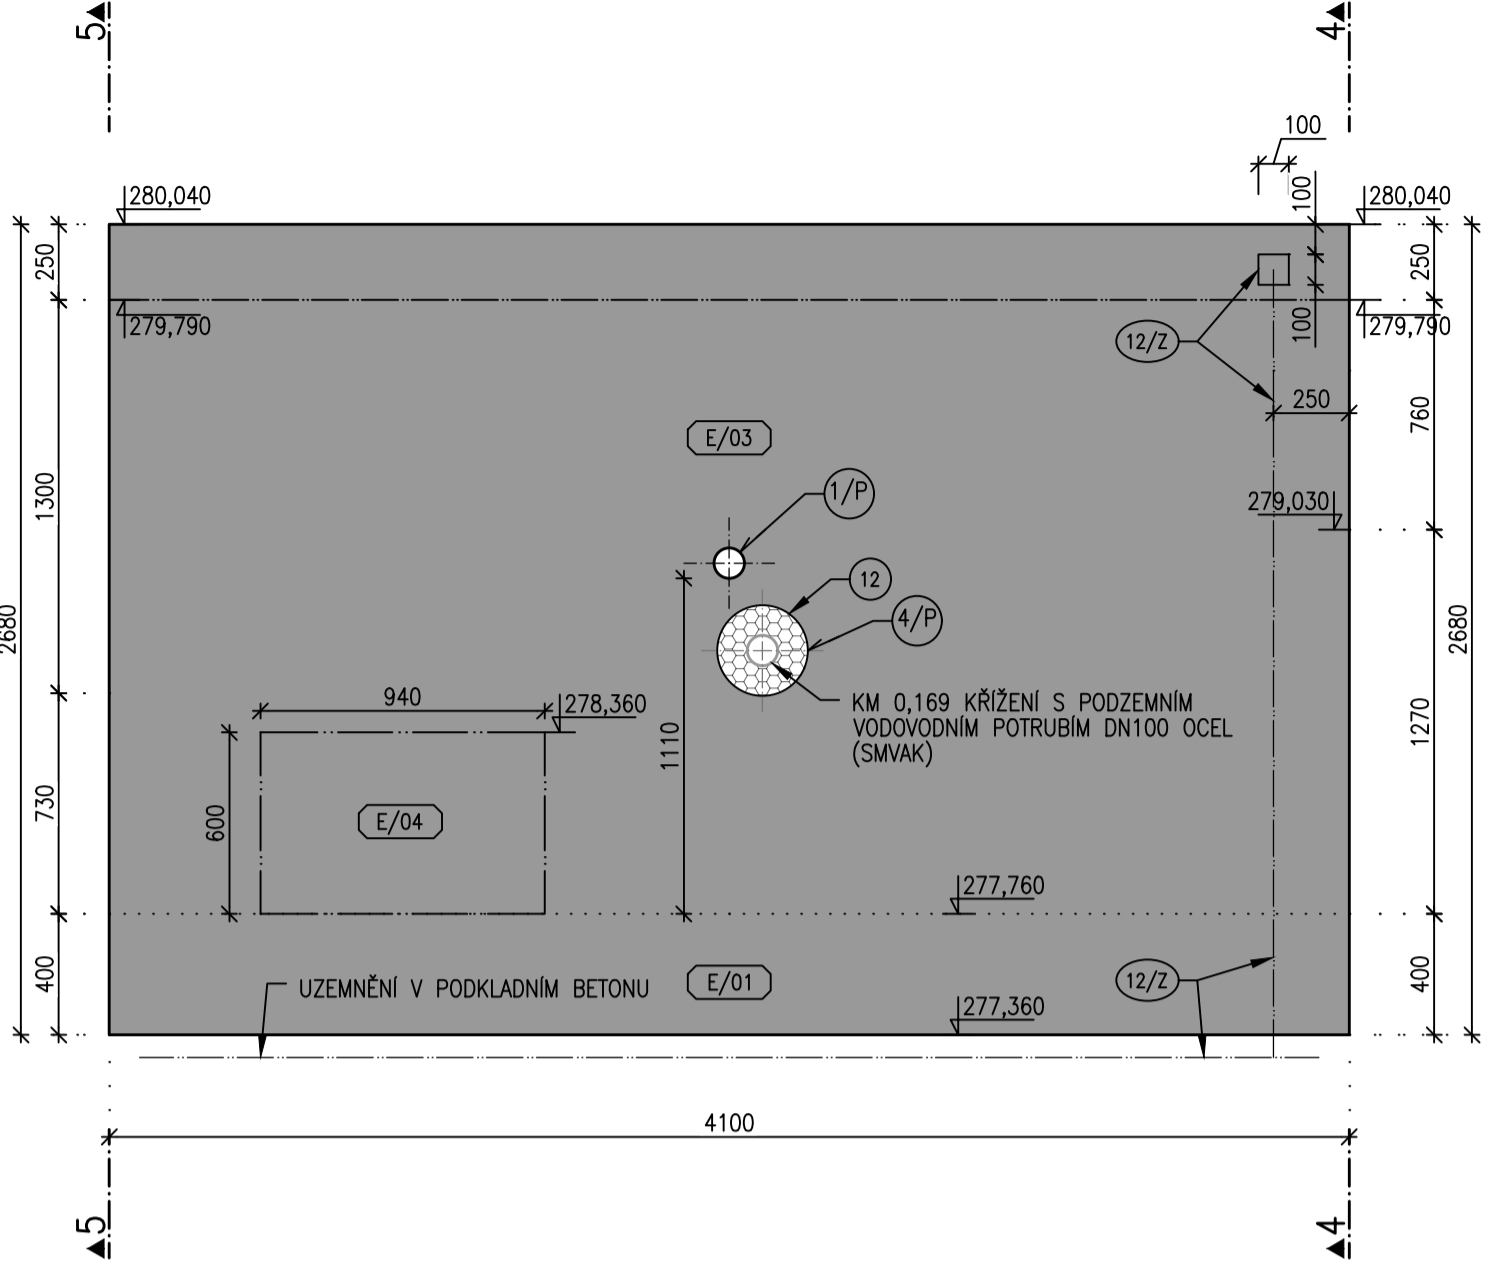 5
4
100
280,040
100
280,040
250
250
279,790
100
279,790
12/Z
250
760
E/03
1300
1/P
279,030
12
4/P
2680
2680
940
278,360
KM 0,169 KŘÍŽENÍ S PODZEMNÍM
VODOVODNÍM POTRUBÍM DN100 OCEL
(SMVAK)
1110
1270
730
600
E/04
277,760
400
UZEMNĚNÍ V PODKLADNÍM BETONU
E/01
12/Z
400
277,360
4100
5
4